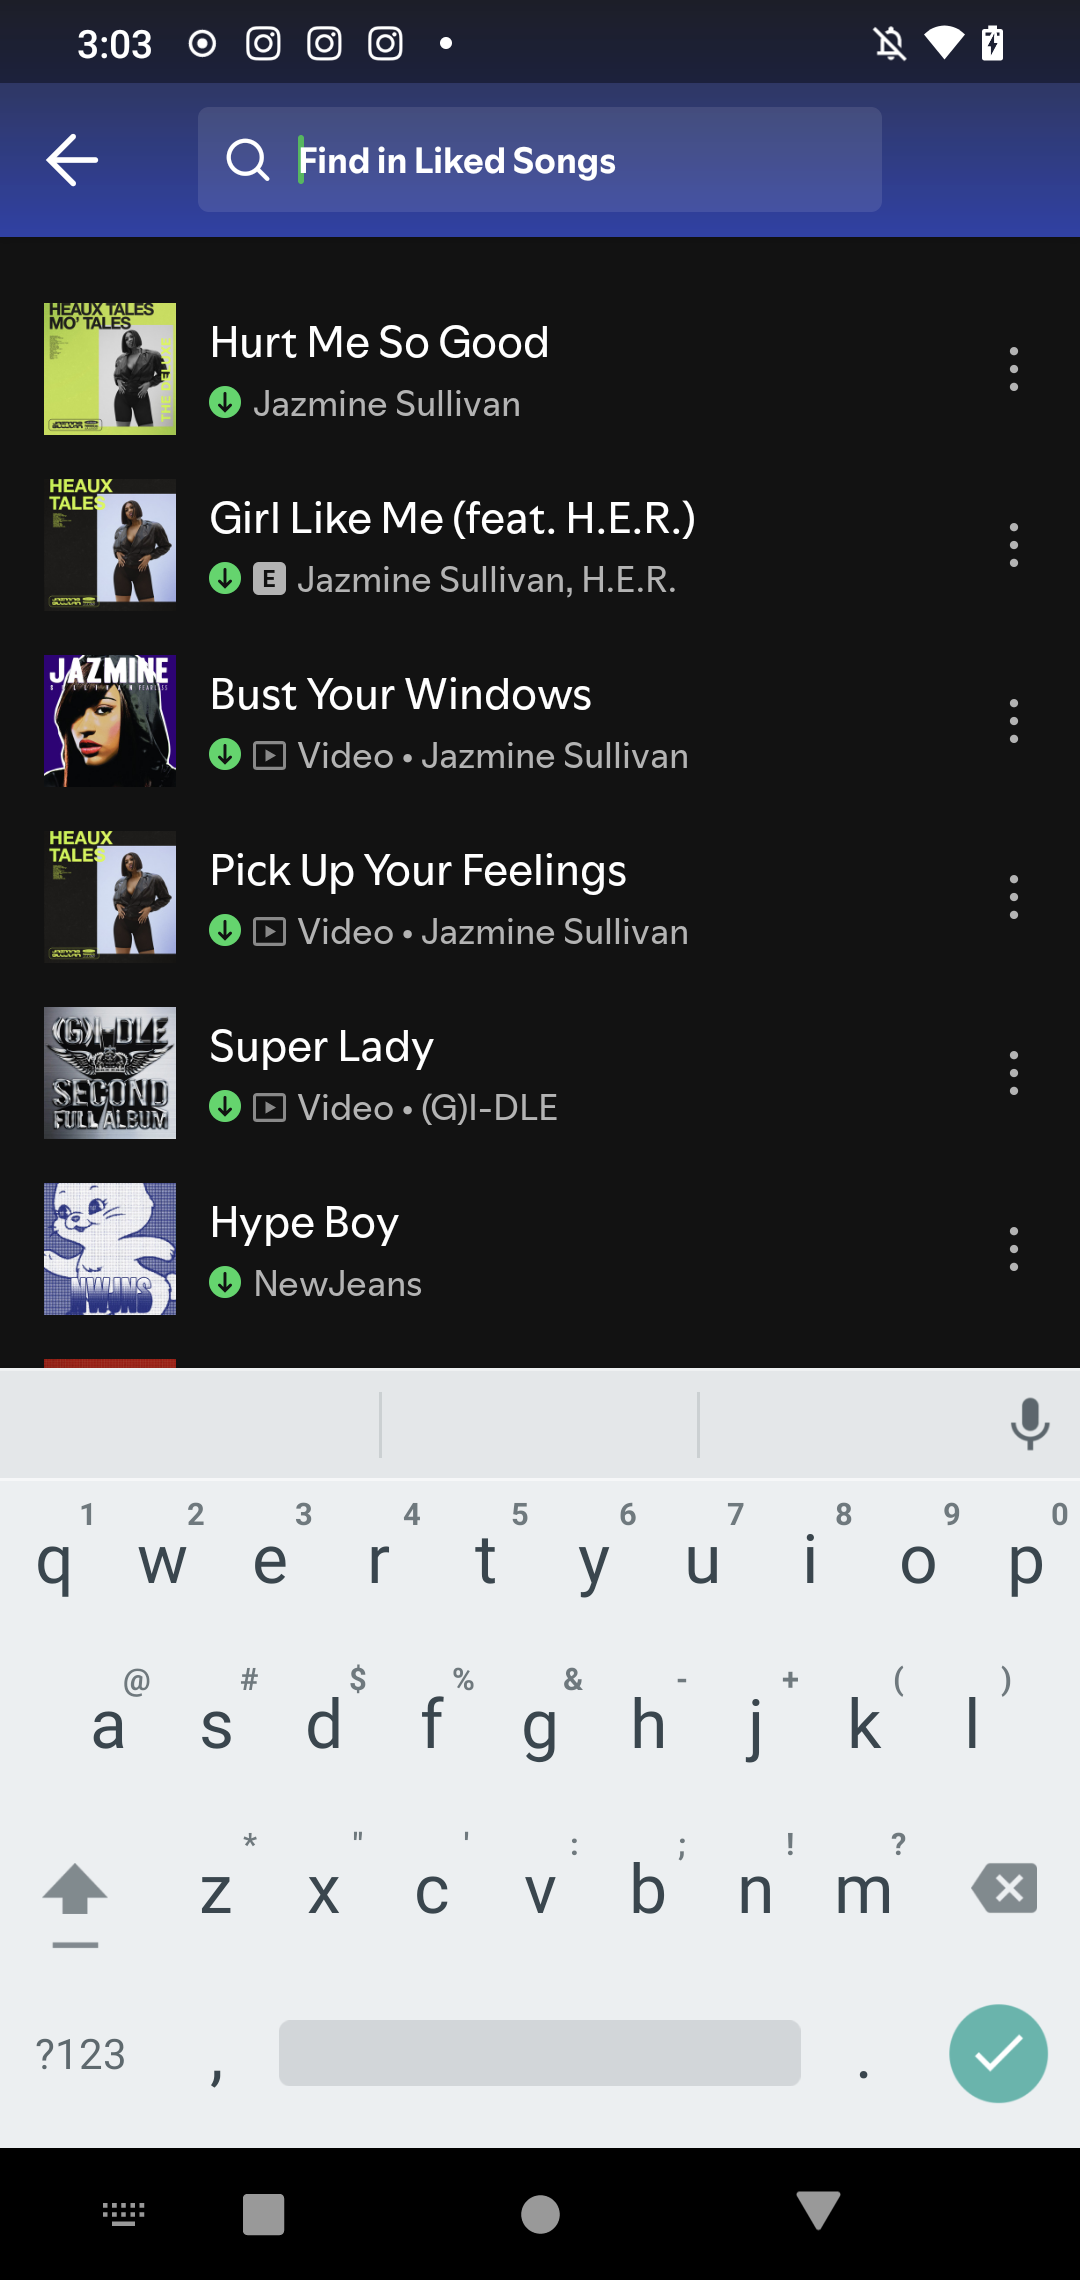 3:03
Find in Liked Songs
HEAUX TALES
MO' TALES
THE DELUXE
Hurt Me So Good
Jazmine Sullivan
HEAUX
TALES
Girl Like Me (feat. H.E.R.)
E Jazmine Sullivan, H.E.R.
JAZMINE
SULLIVAN FEARLESS
Bust Your Windows
Video • Jazmine Sullivan
HEAUX
TALES
Pick Up Your Feelings
Video • Jazmine Sullivan
(G)I-DLE
SECOND
FULL ALBUM
Super Lady
Video • (G)I-DLE
NWJNS
Hype Boy
NewJeans
1 2 3 4 5 6 7 8 9 0
q w e r t y u i o p
@ # $ % & - + ( )
a s d f g h j k l
* " ' : ; ! ?
z x c v b n m
?123 , .